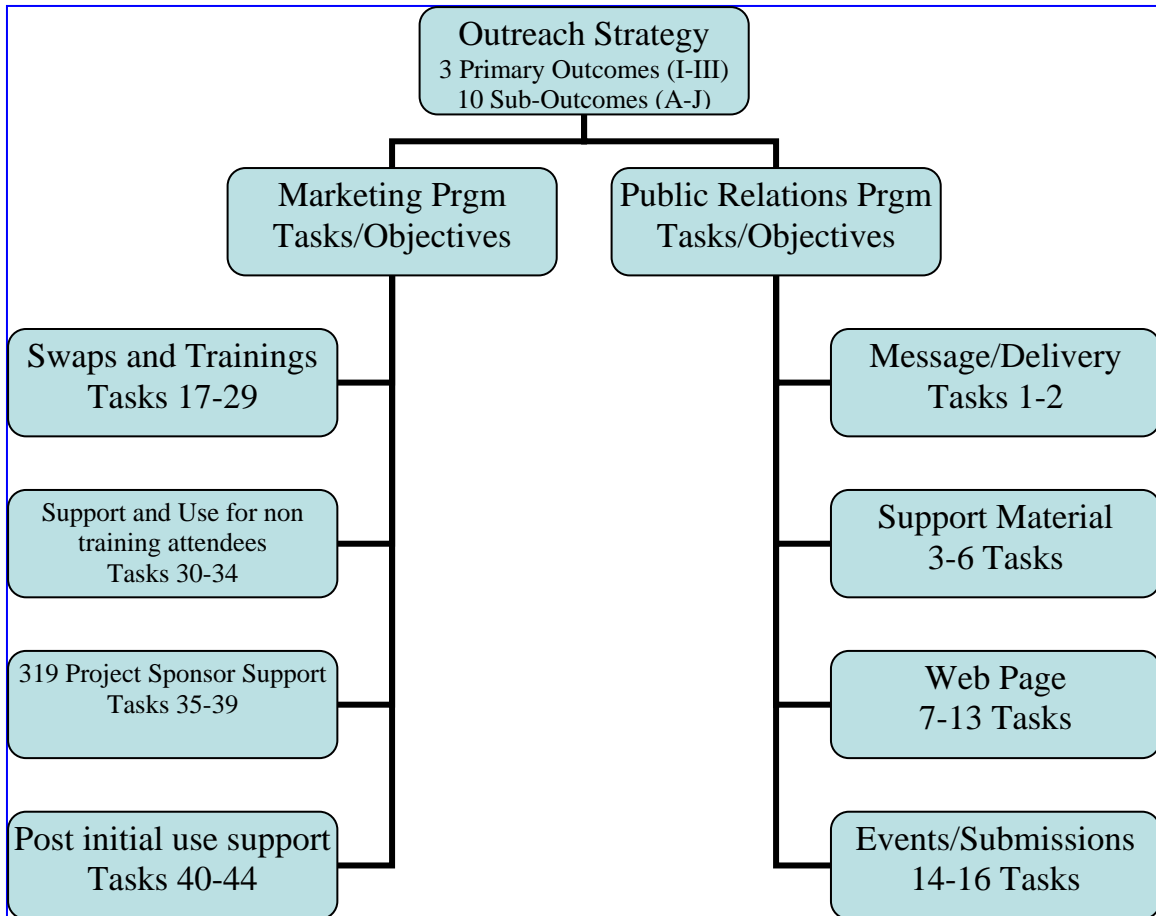 Outreach Strategy
3 Primary Outcomes (I-III)
10 Sub-Outcomes (A-J)
Marketing Prgm
Tasks/Objectives
Public Relations Prgm
Tasks/Objectives
Swaps and Trainings
Tasks 17-29
Support and Use for non
training attendees
Tasks 30-34
319 Project Sponsor Support
Tasks 35-39
Post initial use support
Tasks 40-44
Message/Delivery
Tasks 1-2
Support Material
3-6 Tasks
Web Page
7-13 Tasks
Events/Submissions
14-16 Tasks